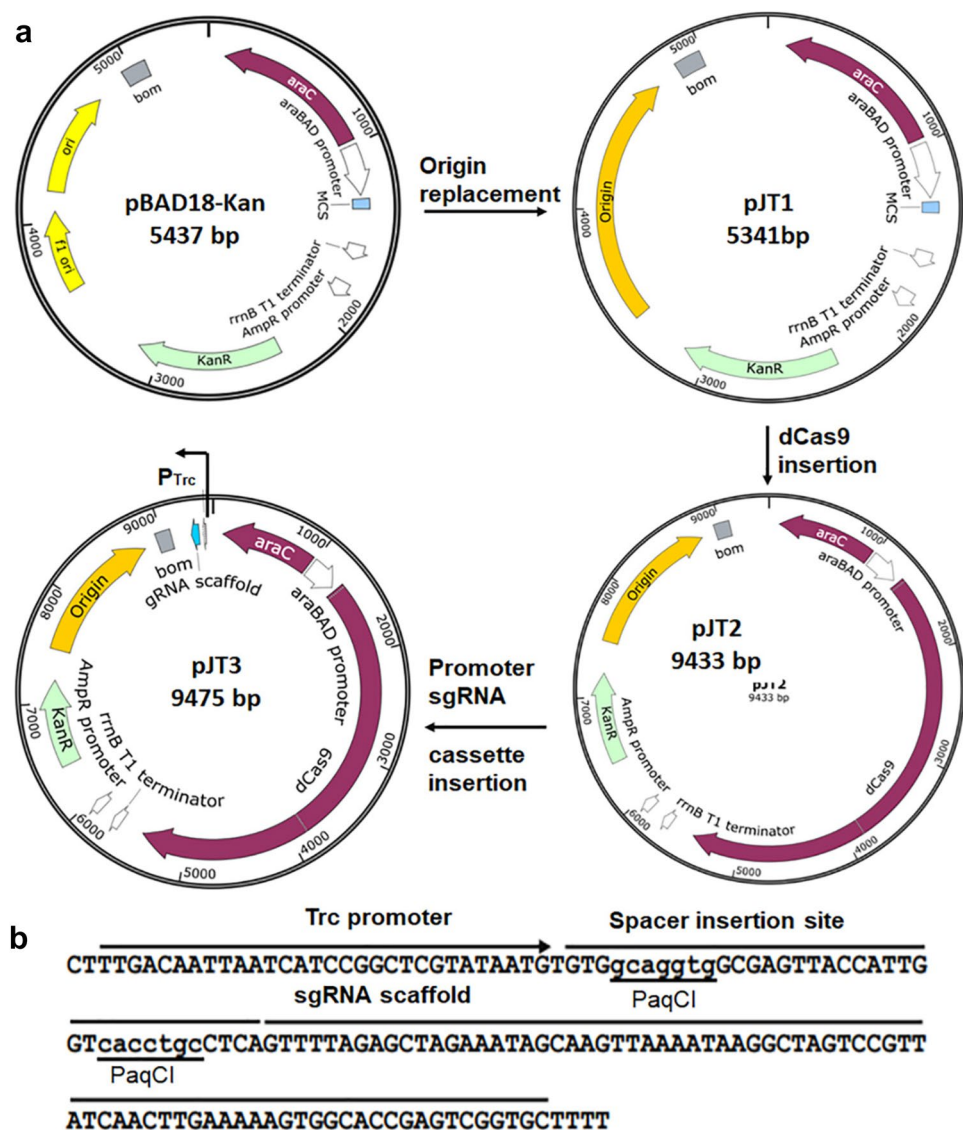 a
5000
bom
araC
1000
araBAD promoter
ori
MCS
pBAD18-Kan
5437 bp
4000
f1 ori
rrnB T1 terminator
AmpR promoter
2000
KanR
3000
Origin
replacement
5000
bom
araC
1000
araBAD promoter
Origin
MCS
pJT1
5341bp
4000
rrnB T1 terminator
AmpR promoter
2000
KanR
3000
dCas9
insertion
PTrc
9000
bom
gRNA scaffold
araC
1000
araBAD promoter
Origin
8000
2000
pJT3
9475 bp
KanR
7000
AmpR promoter
rrnB T1 terminator
dCas9
3000
6000
5000
4000
Promoter
sgRNA
cassette
insertion
9000
bom
araC
1000
araBAD promoter
Origin
8000
2000
pJT2
9433 bp
pJT2
9433 bp
KanR
7000
AmpR promoter
rrnB T1 terminator
dCas9
3000
6000
5000
4000
b
Trc promoter Spacer insertion site
CTTTGACAATTAATCATCCGGCTCGTATAATGTGTGgcaggtgGCGAGTTACCATTG
sgRNA scaffold PaqCI
GTcacctgcCTCAGTTTTAGAGCTAGAAATAGCAAGTTAAAATAAGGCTAGTCCGTT
PaqCI
ATCAACTTGAAAAAGTGGCACCGAGTCGGTGCTTTT